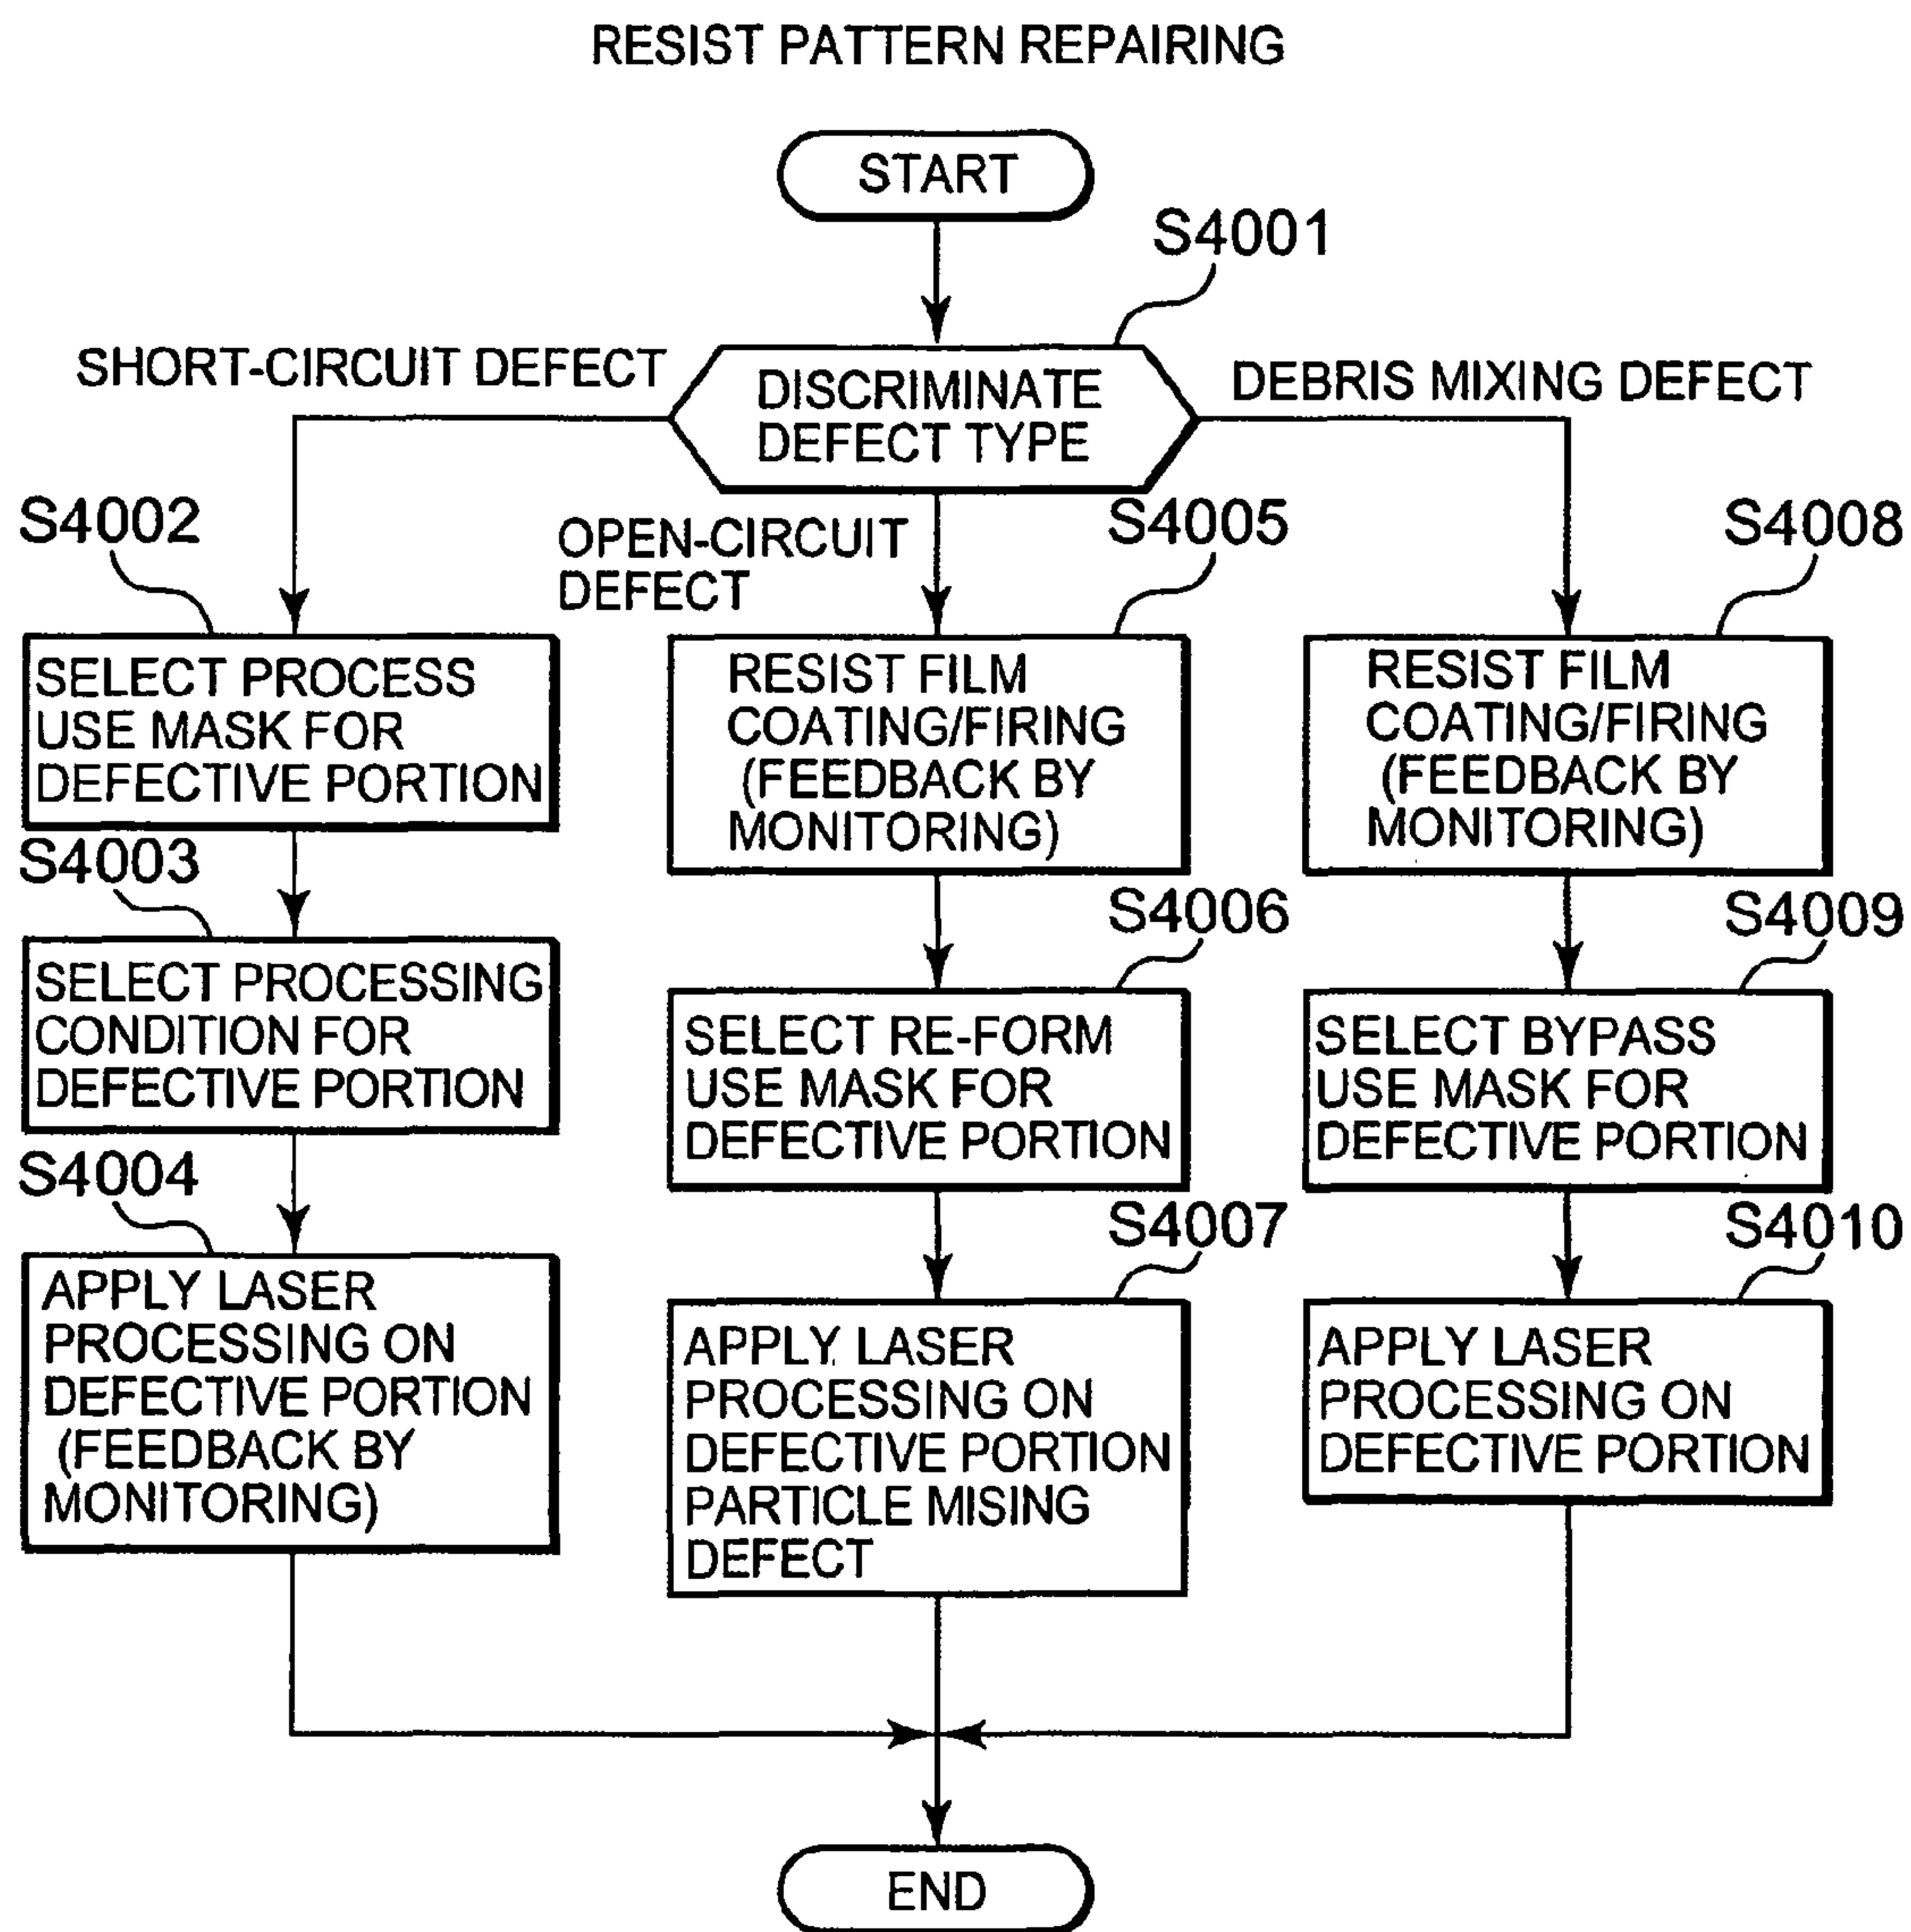 RESIST PATTERN REPAIRING
START
S4001
SHORT-CIRCUIT DEFECT
DISCRIMINATE
DEFECT TYPE
DEBRIS MIXING DEFECT
OPEN-CIRCUIT
DEFECT
S4002
SELECT PROCESS
USE MASK FOR
DEFECTIVE PORTION
S4003
SELECT PROCESSING
CONDITION FOR
DEFECTIVE PORTION
S4004
APPLY LASER
PROCESSING ON
DEFECTIVE PORTION
(FEEDBACK BY
MONITORING)
S4005
RESIST FILM
COATING/FIRING
(FEEDBACK BY
MONITORING)
S4006
SELECT RE-FORM
USE MASK FOR
DEFECTIVE PORTION
S4007
APPLY LASER
PROCESSING ON
DEFECTIVE PORTION
PARTICLE MISING
DEFECT
S4008
RESIST FILM
COATING/FIRING
(FEEDBACK BY
MONITORING)
S4009
SELECT BYPASS
USE MASK FOR
DEFECTIVE PORTION
S4010
APPLY LASER
PROCESSING ON
DEFECTIVE PORTION
END